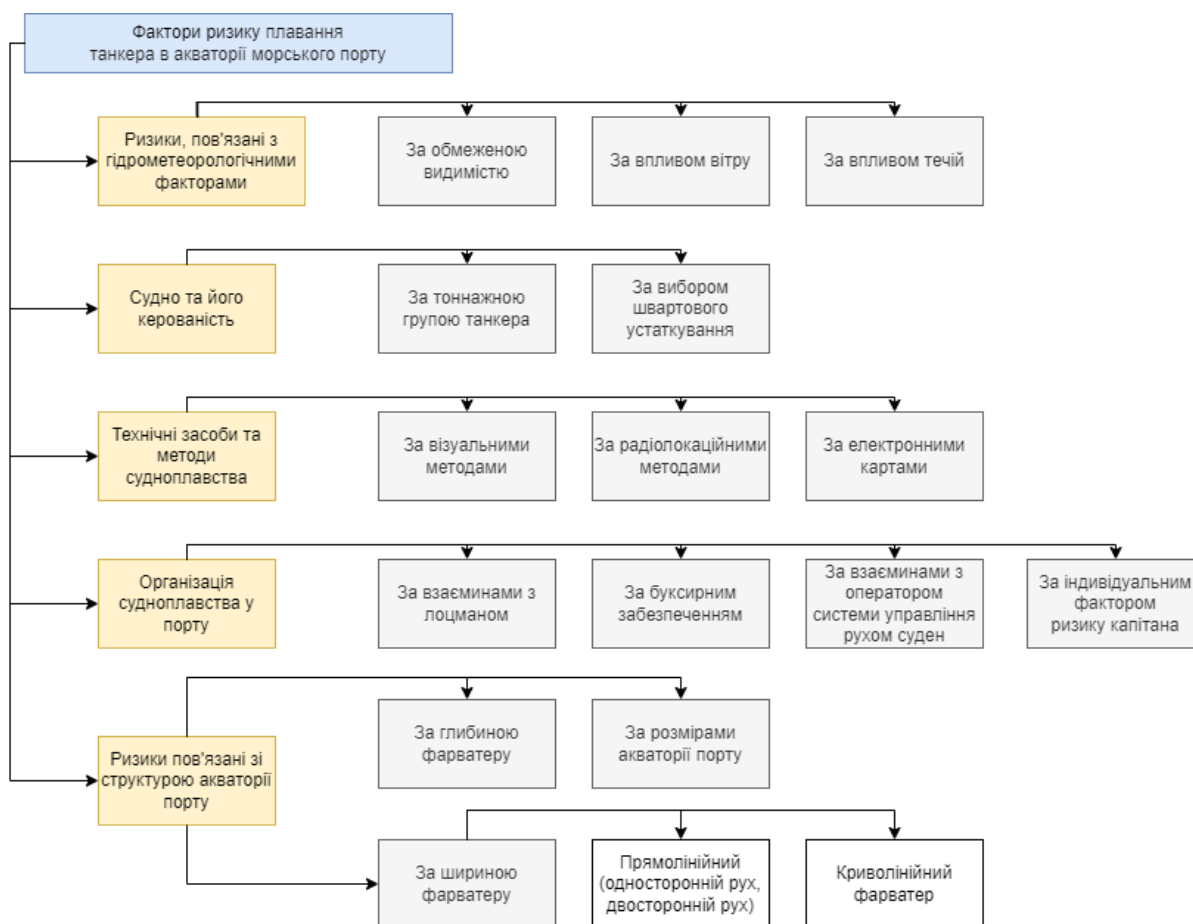 Фактори ризику плавання
танкера в акваторії морського порту
Ризики, пов'язані з
гідрометеорологічними
факторами
За обмеженою
видимістю
За впливом вітру
За впливом течій
Судно та його
керованість
За тоннажною
групою танкера
За вибором
швартового
устаткування
Технічні засоби та
методи
судноплавства
За візуальними
методами
За радіолокаційними
методами
За електронними
картами
Організація
судноплавства у
порту
За взаєминами з
лоцманом
За буксирним
забезпеченням
За взаєминами з
оператором
системи управління
рухом суден
За індивідуальним
фактором
ризику капітана
Ризики пов'язані зі
структурою акваторії
порту
За глибиною
фарватеру
За розмірами
акваторії порту
За шириною
фарватеру
Прямолінійний
(односторонній рух,
двосторонній рух)
Криволінійний
фарватер